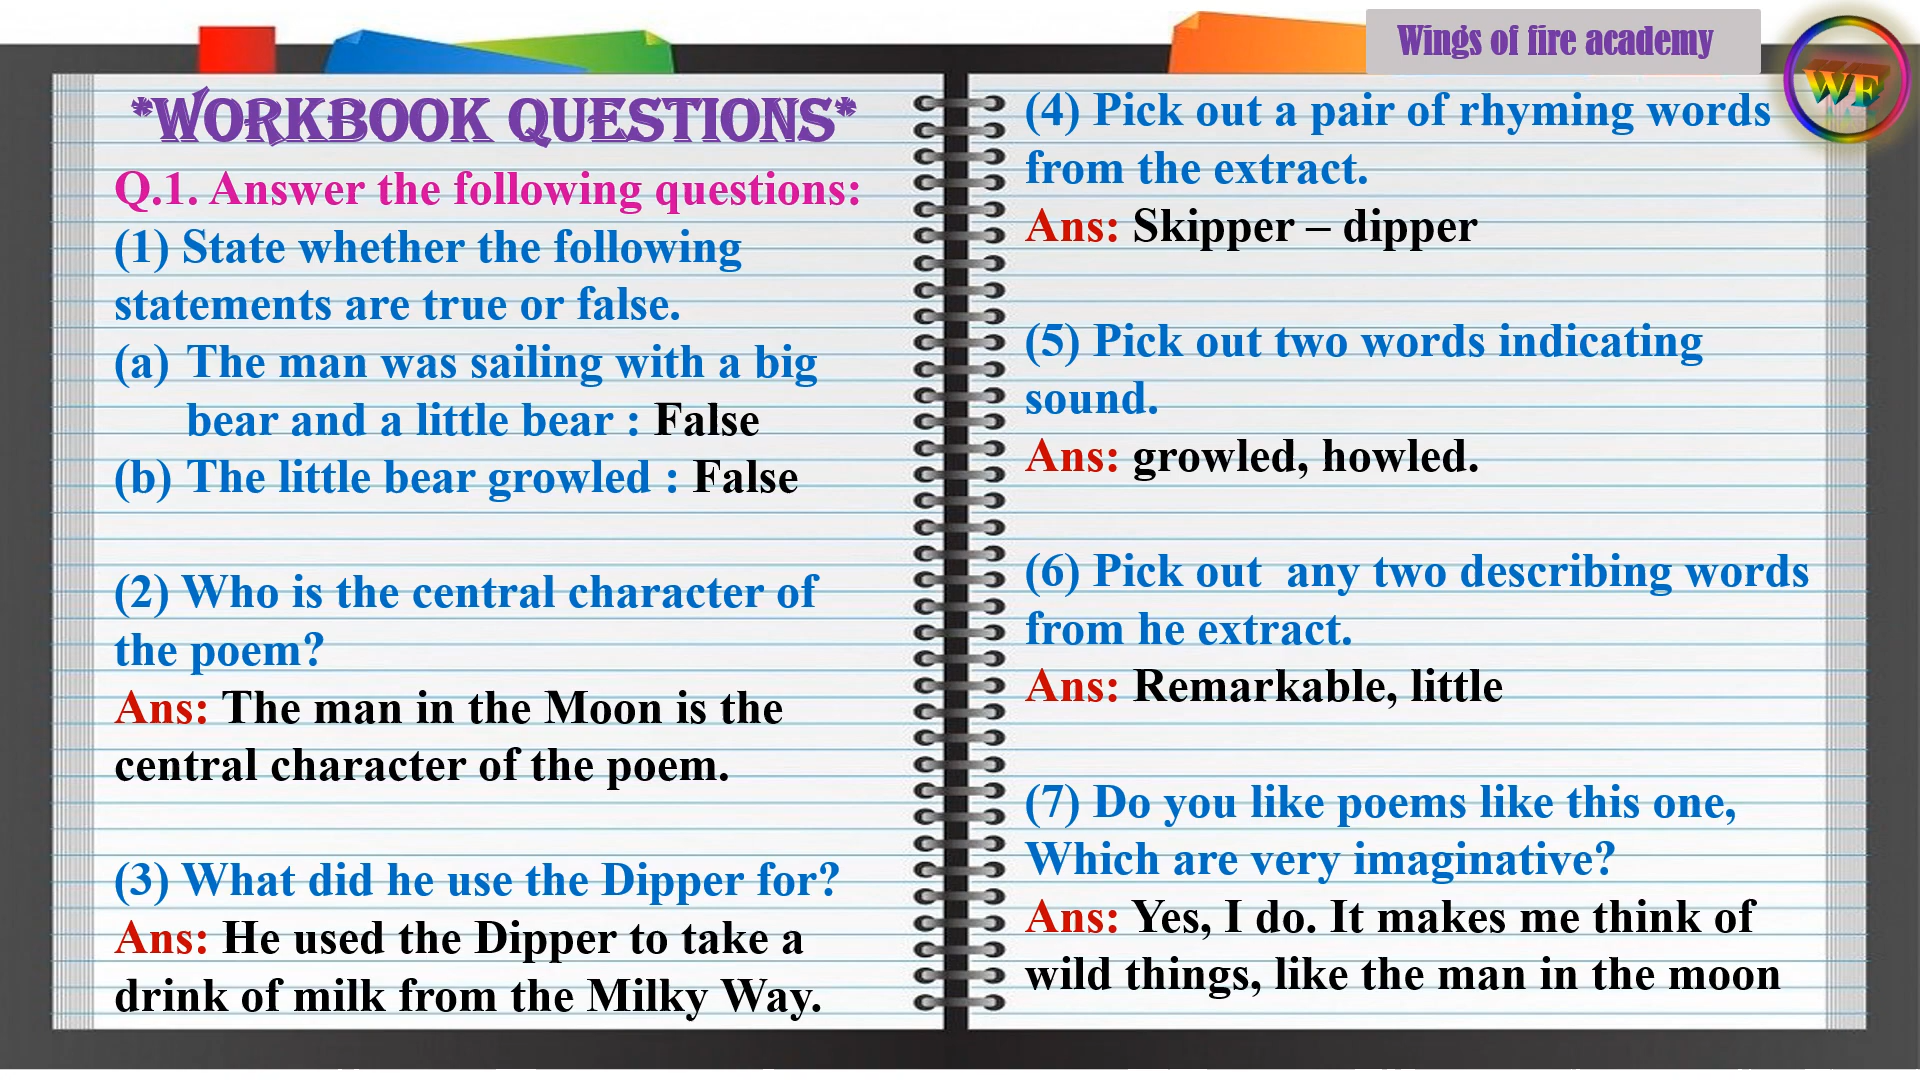 Wings of fire academy
WF
*WORKBOOK QUESTIONS*
Q.1. Answer the following questions:
(1) State whether the following
statements are true or false.
(a) The man was sailing with a big
bear and a little bear : False
(b) The little bear growled : False
(2) Who is the central character of
the poem?
Ans: The man in the Moon is the
central character of the poem.
(3) What did he use the Dipper for?
Ans: He used the Dipper to take a
drink of milk from the Milky Way.
(4) Pick out a pair of rhyming words
from the extract.
Ans: Skipper – dipper
(5) Pick out two words indicating
sound.
Ans: growled, howled.
(6) Pick out any two describing words
from he extract.
Ans: Remarkable, little
(7) Do you like poems like this one,
Which are very imaginative?
Ans: Yes, I do. It makes me think of
wild things, like the man in the moon